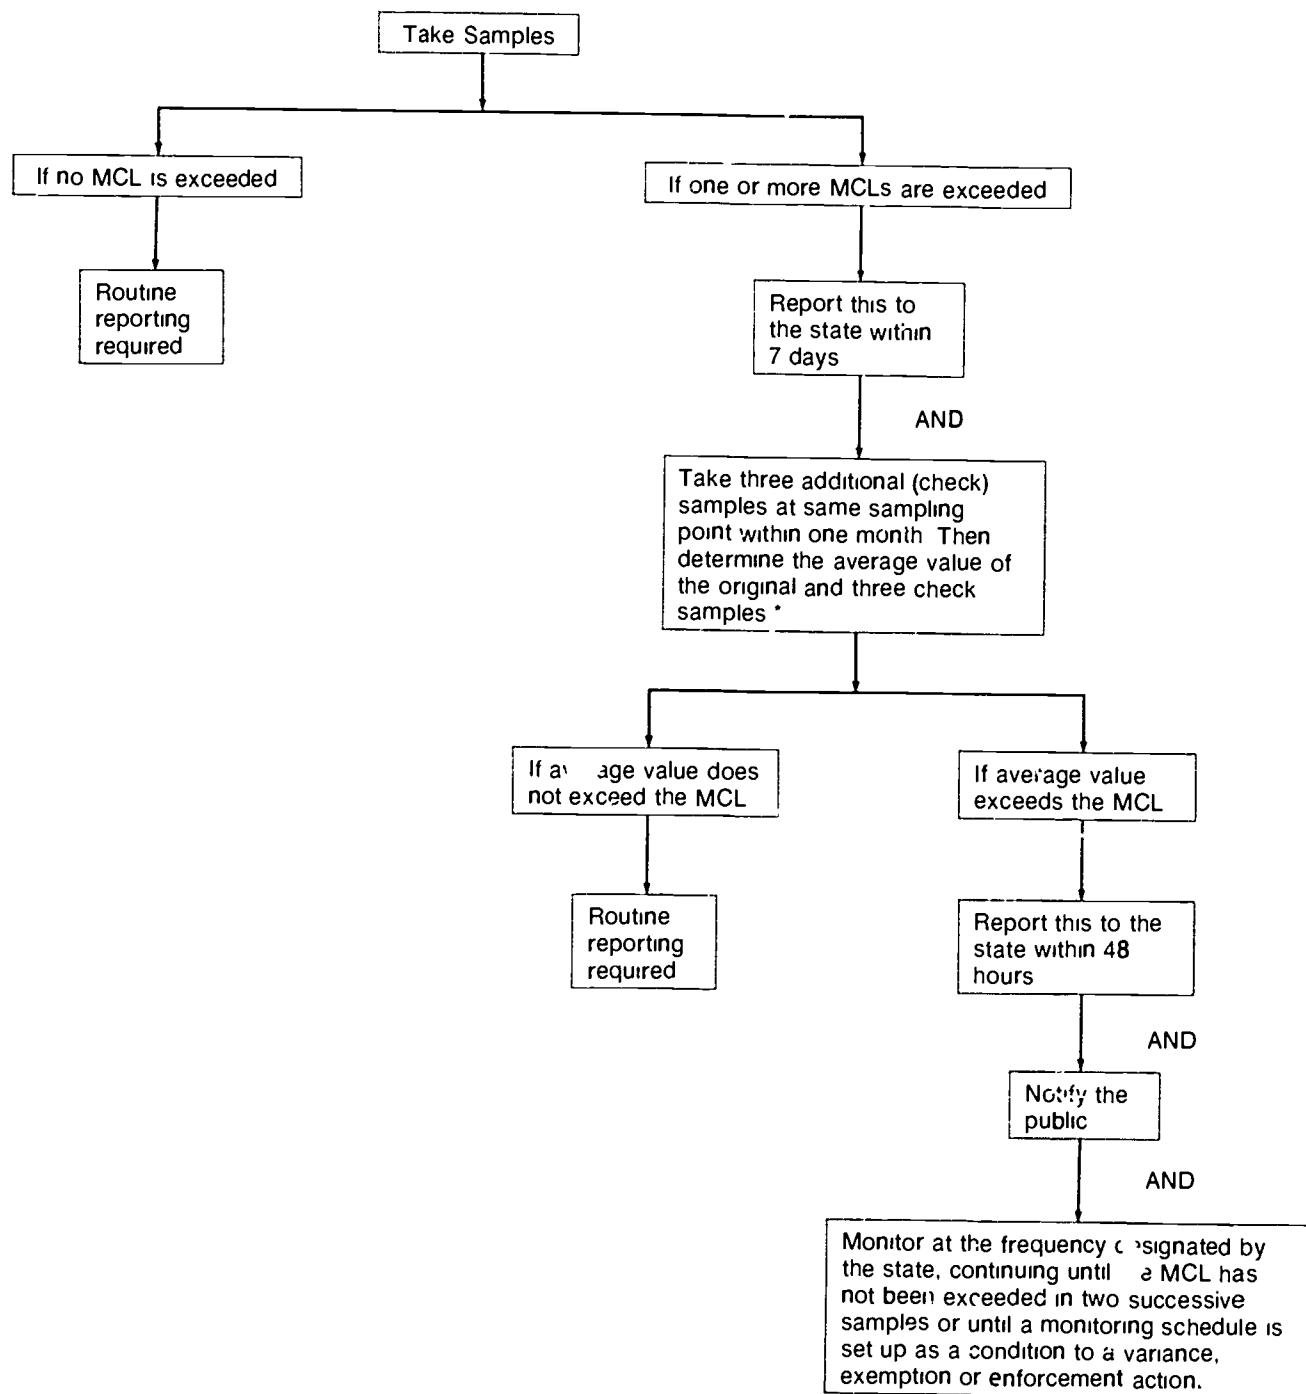 Take Samples
If no MCL is exceeded
If one or more MCLs are exceeded
Routine
reporting
required
Report this to
the state within
7 days
AND
Take three additional (check)
samples at same sampling
point within one month Then
determine the average value of
the original and three check
samples *
If average value does
not exceed the MCL
If average value
exceeds the MCL
Routine
reporting
required
Report this to the
state within 48
hours
AND
Notify the
public
AND
Monitor at the frequency designated by
the state, continuing until MCL has
not been exceeded in two successive
samples or until a monitoring schedule is
set up as a condition to a variance,
exemption or enforcement action.